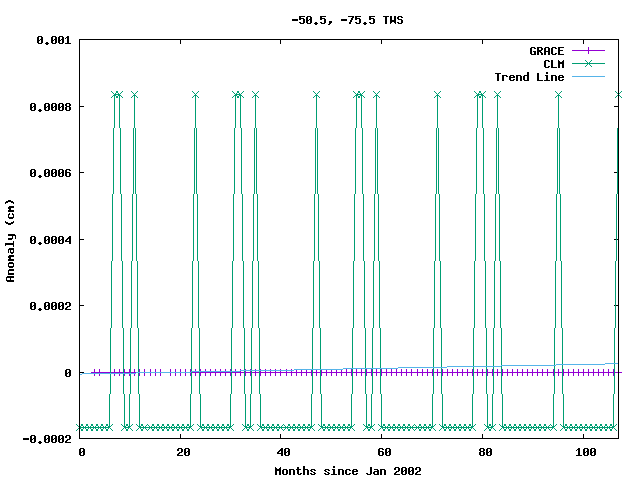 -50.5, -75.5 TWS
GRACE
CLM
Trend Line
0.001
0.0008
0.0006
0.0004
0.0002
0
-0.0002
Anomaly (cm)
0 20 40 60 80 100
Months since Jan 2002